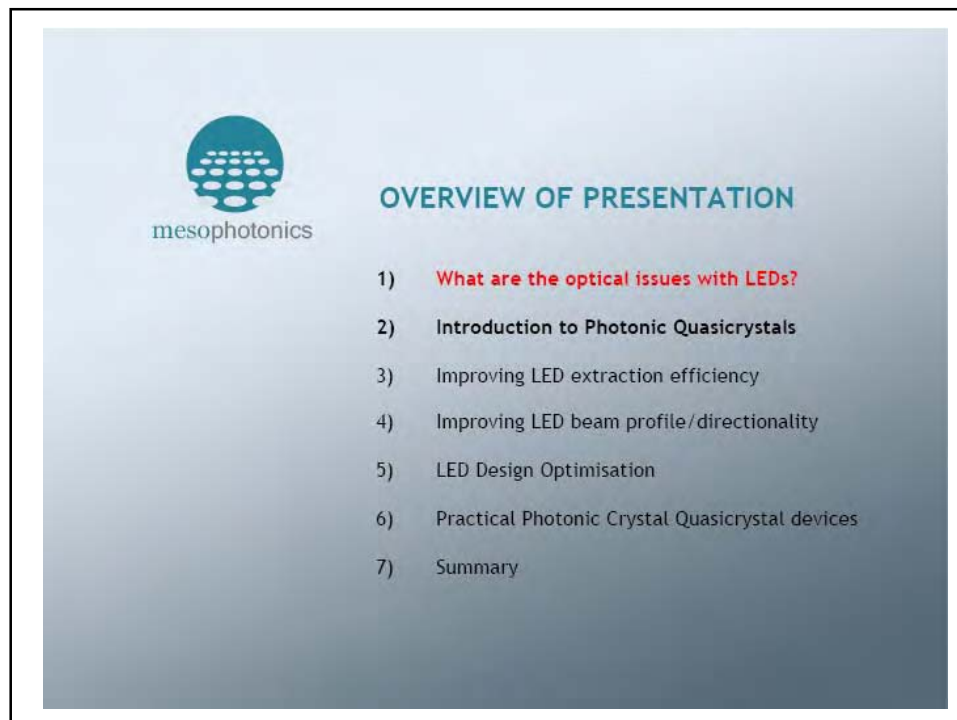 mesophotonics
OVERVIEW OF PRESENTATION
1) What are the optical issues with LEDs?
2) Introduction to Photonic Quasicrystals
3) Improving LED extraction efficiency
4) Improving LED beam profile/directionality
5) LED Design Optimisation
6) Practical Photonic Crystal Quasicrystal devices
7) Summary